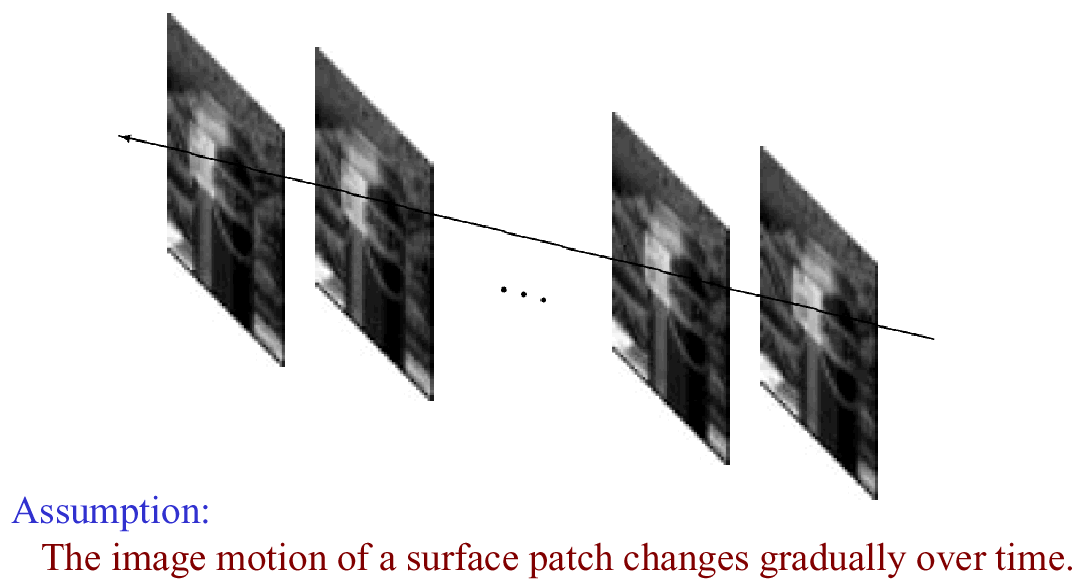 Assumption:
The image motion of a surface patch changes gradually over time.